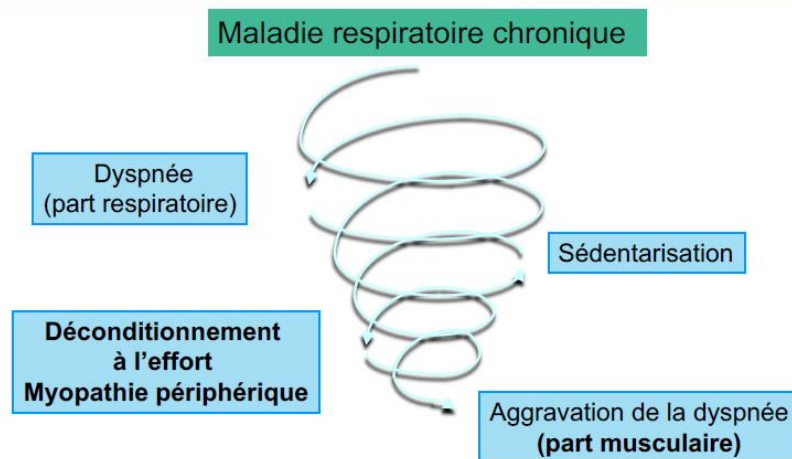 Maladie respiratoire chronique
Dyspnée
(part respiratoire)
Sédentarisation
Déconditionnement
à l'effort
Myopathie périphérique
Aggravation de la dyspnée
(part musculaire)